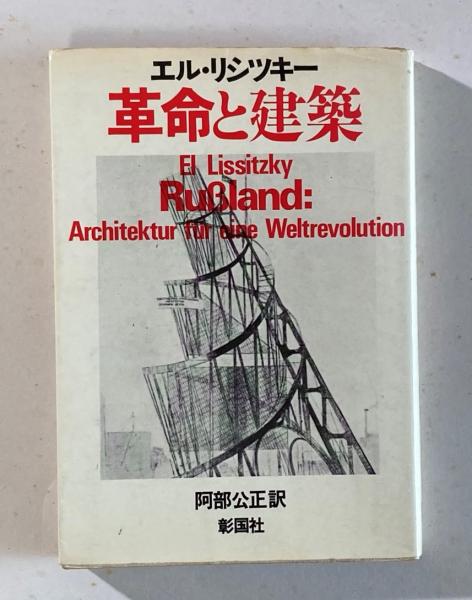 エル・リシツキー
革命と建築
El Lissitzky
Rußland:
Architektur für eine Weltrevolution
阿部公正訳
彰国社